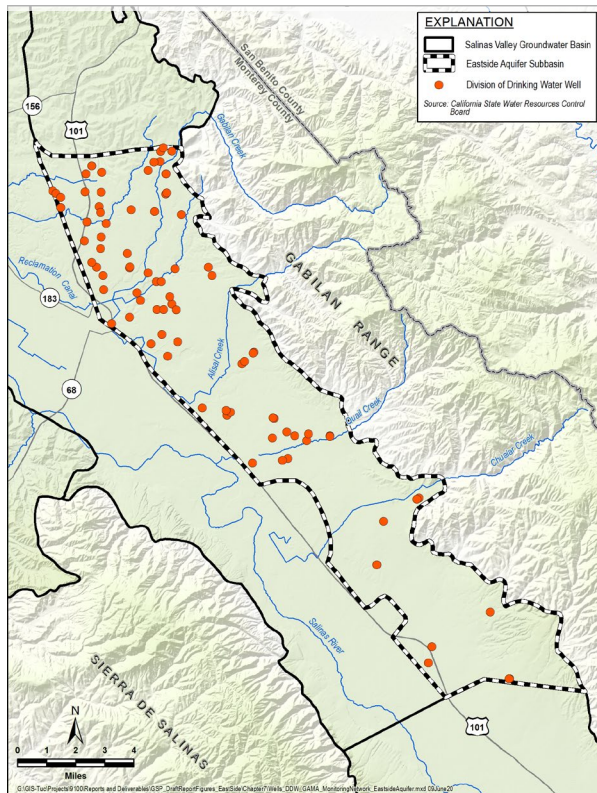 EXPLANATION
Salinas Valley Groundwater Basin
Eastside Aquifer Subbasin
Division of Drinking Water Well
Source: California State Water Resources Control
Board
San Benito County
Monterey County
156
101
Gabilan Creek
GABILAN RANGE
Reclamation Canal
183
68
Alisal Creek
Quail Creek
Chualar Creek
Salinas River
SIERRA DE SALINAS
101
N
0 1 2 3 4
Miles
G:\GIS-Tuc\Projects\9100\Reports and Deliverables\GSP_DraftReportFigures_EastSide\Chapter7\Wells_DDW_GAMA_MonitoringNetwork_EastsideAquifer.mxd 09June20